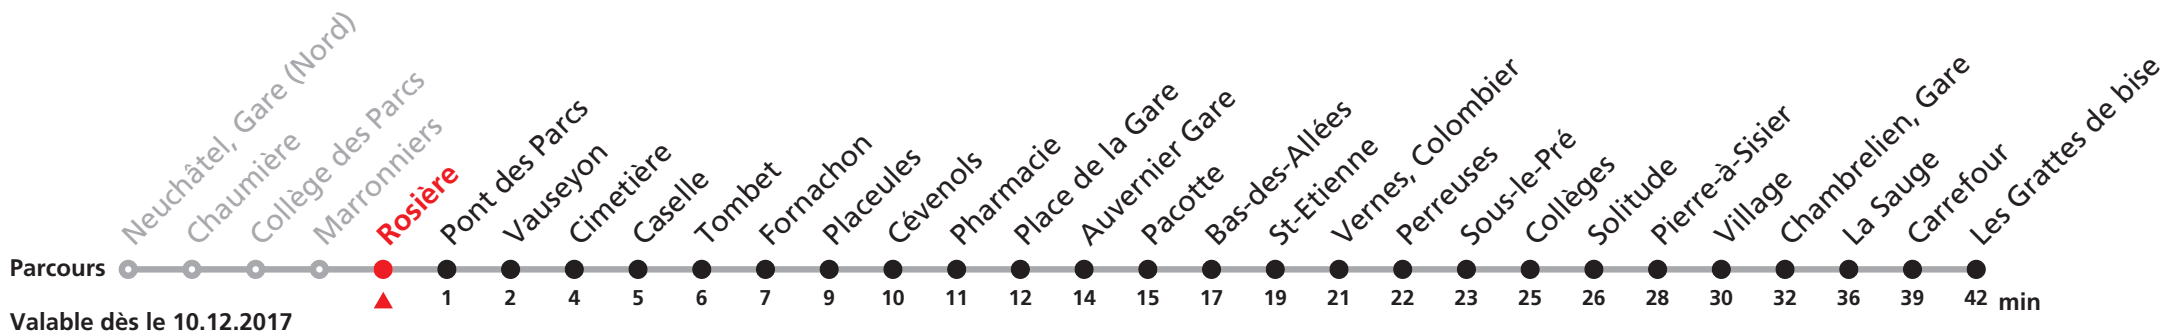 Neuchâtel, Gare (Nord)
Chaumière
Collège des Parcs
Marronniers
Rosière
Pont des Parcs
Vauseyon
Cimetière
Caselle
Tombet
Fornachon
Placeules
Cévenols
Pharmacie
Place de la Gare
Auvernier Gare
Pacotte
Bas-des-Allées
St-Etienne
Vernes, Colombier
Perreuses
Sous-le-Pré
Collèges
Solitude
Pierre-à-Sisier
Village
Chambrelien, Gare
La Sauge
Carrefour
Les Grattes de bise
Parcours
1 2 4 5 6 7 9 10 11 12 14 15 17 19 21 22 23 25 26 28 30 32 36 39 42 min
Valable dès le 10.12.2017